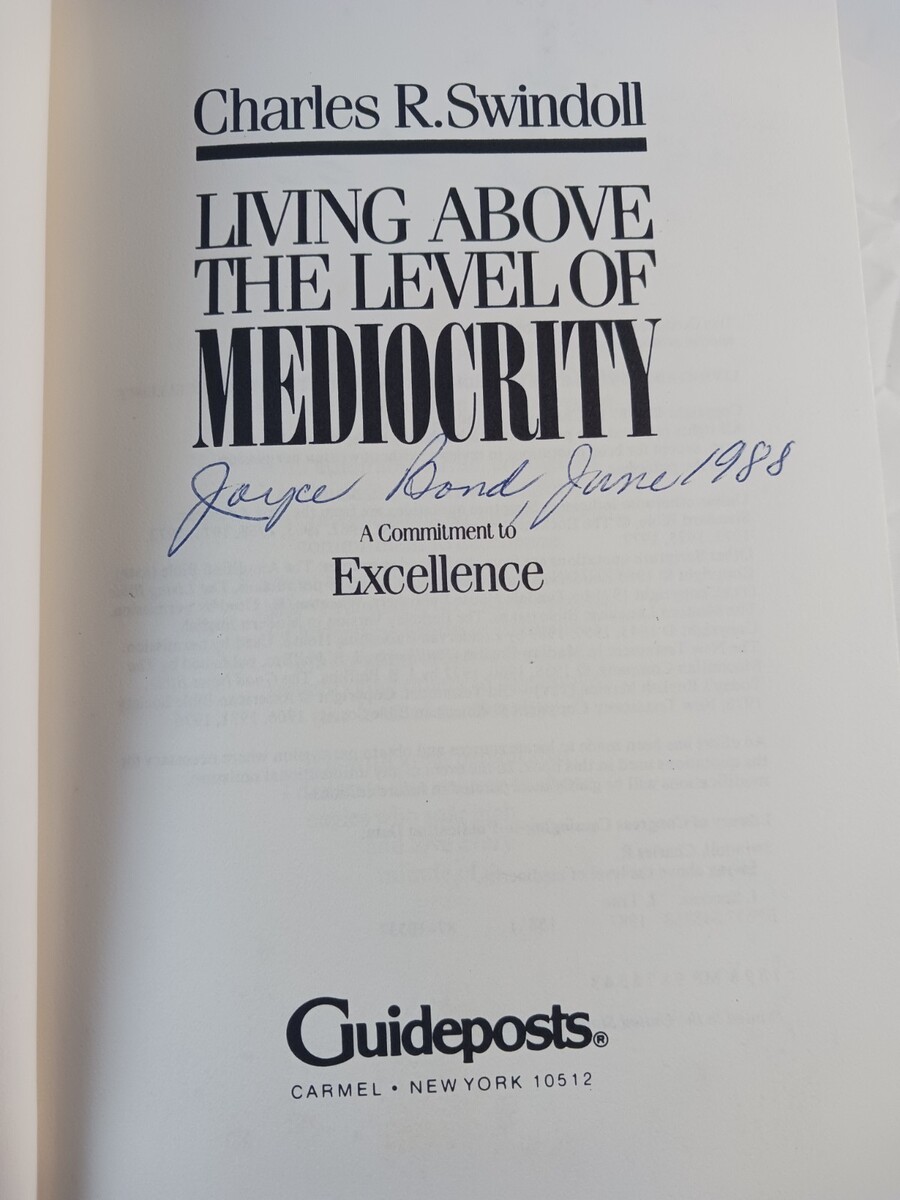 Charles R. Swindoll
LIVING ABOVE
THE LEVEL OF
MEDIOCRITY
Joyce Bond, June 1988
A Commitment to
Excellence
Guideposts®
CARMEL • NEW YORK 10512